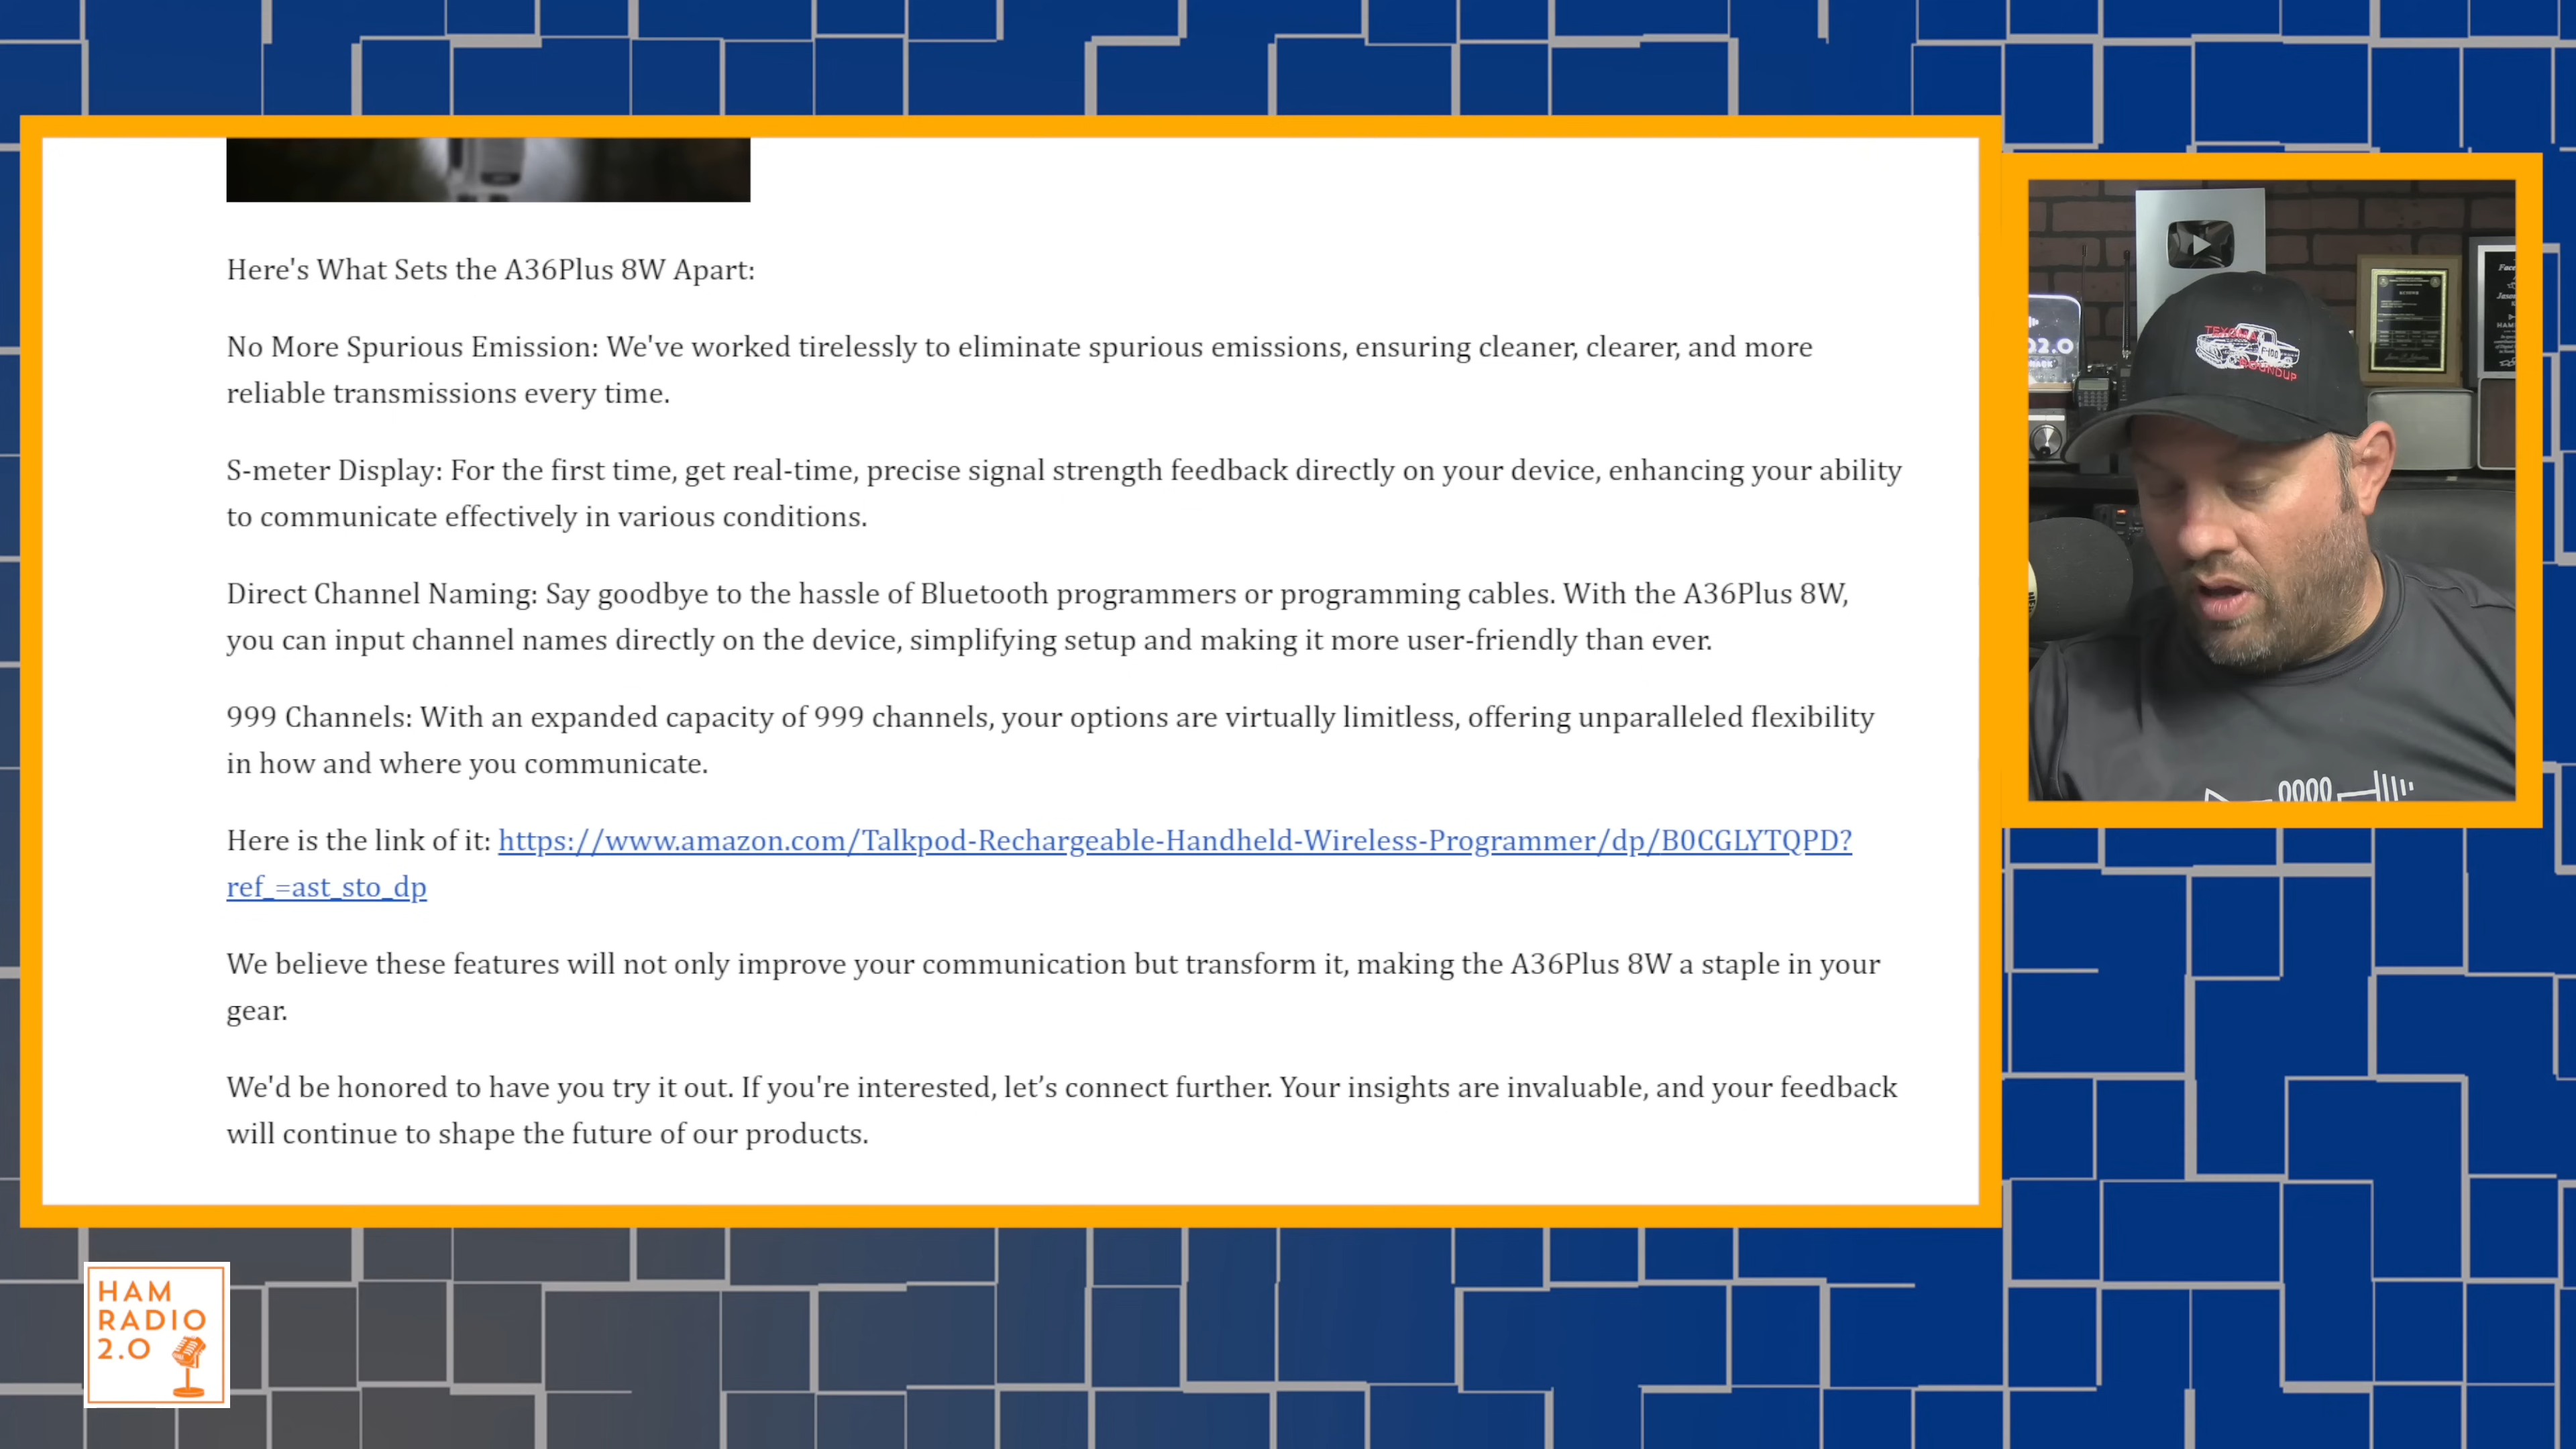 Here's What Sets the A36Plus 8W Apart:
No More Spurious Emission: We've worked tirelessly to eliminate spurious emissions, ensuring cleaner, clearer, and more
reliable transmissions every time.
S-meter Display: For the first time, get real-time, precise signal strength feedback directly on your device, enhancing your ability
to communicate effectively in various conditions.
Direct Channel Naming: Say goodbye to the hassle of Bluetooth programmers or programming cables. With the A36Plus 8W,
you can input channel names directly on the device, simplifying setup and making it more user-friendly than ever.
999 Channels: With an expanded capacity of 999 channels, your options are virtually limitless, offering unparalleled flexibility
in how and where you communicate.
Here is the link of it: https://www.amazon.com/Talkpod-Rechargeable-Handheld-Wireless-Programmer/dp/B0CGLYTQPD?
ref_=ast_sto_dp
We believe these features will not only improve your communication but transform it, making the A36Plus 8W a staple in your
gear.
We'd be honored to have you try it out. If you're interested, let’s connect further. Your insights are invaluable, and your feedback
will continue to shape the future of our products.
2.0
F-100
ROUNDUP
HAM
RADIO
2.0